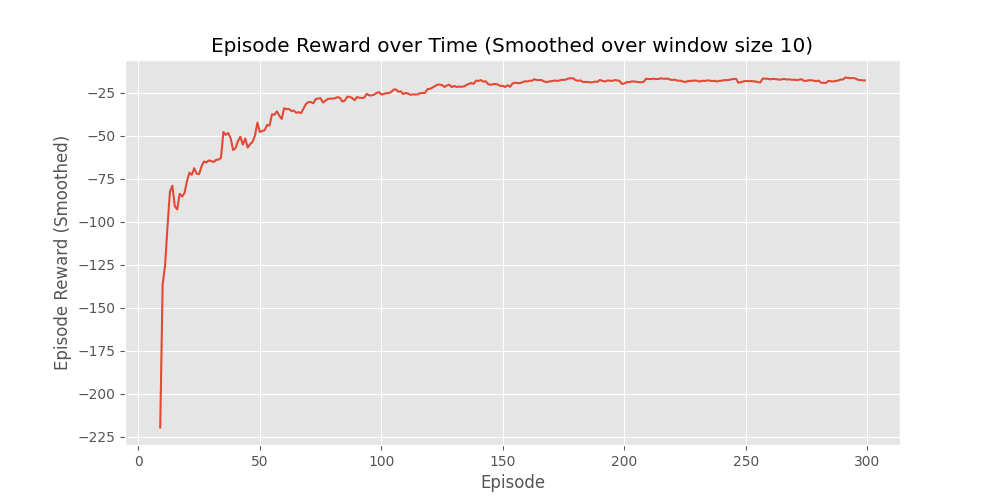 Episode Reward over Time (Smoothed over window size 10)
Episode Reward (Smoothed)
−25
−50
−75
−100
−125
−150
−175
−200
−225
0 50 100 150 200 250 300
Episode